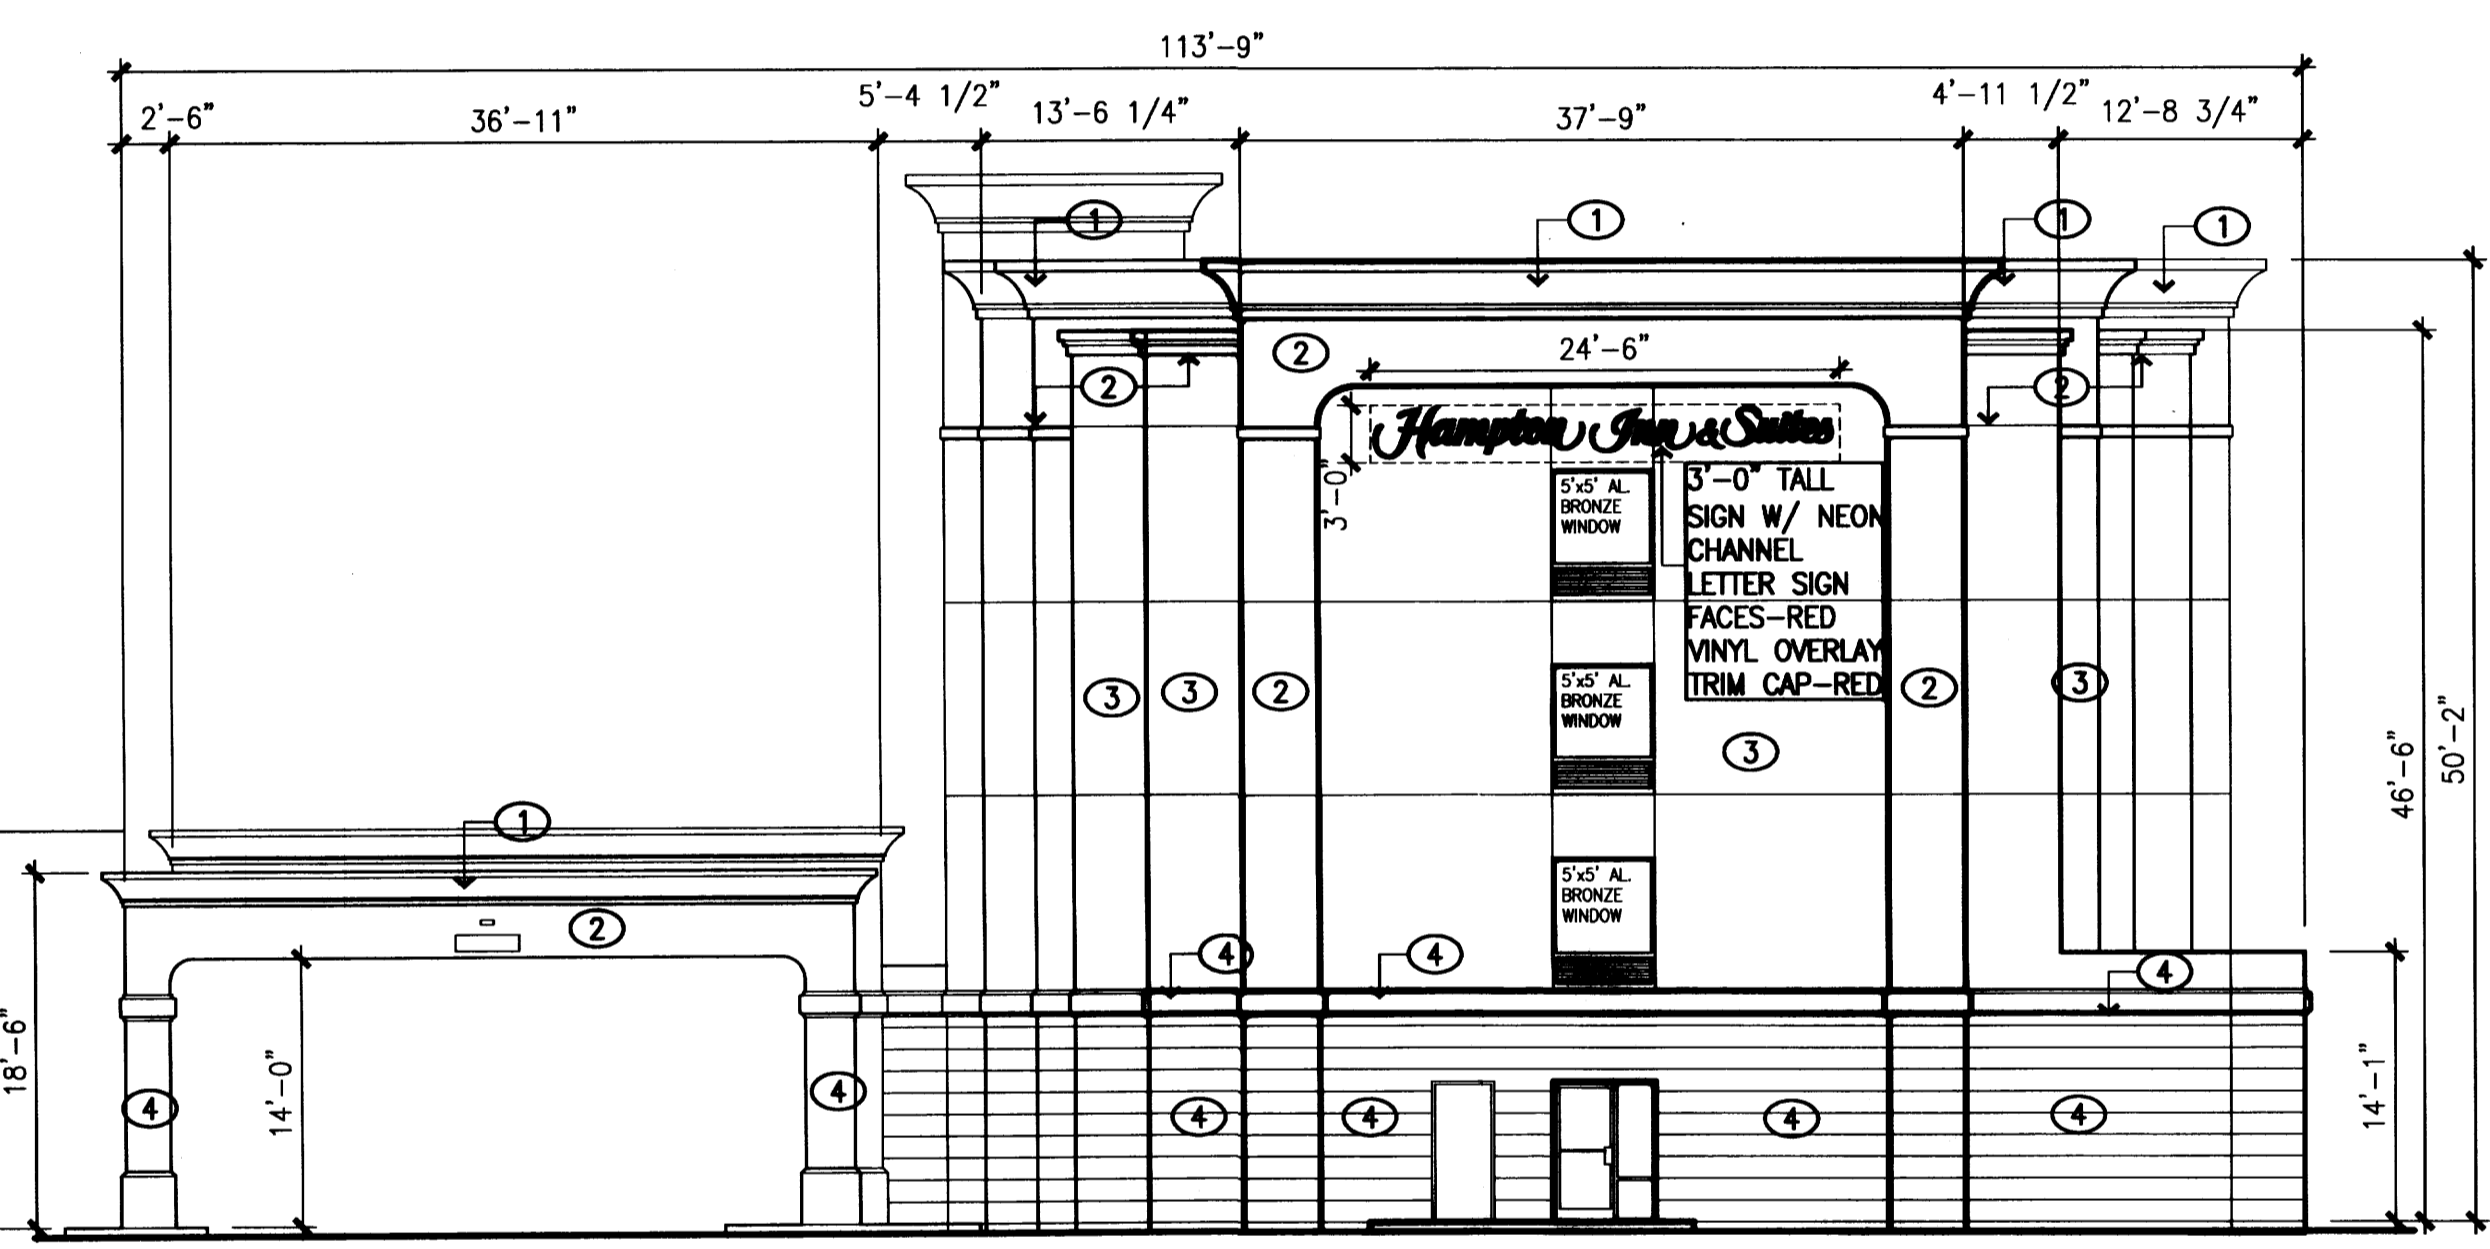 113'-9"
2'-6"
36'-11"
5'-4 1/2"
13'-6 1/4"
37'-9"
4'-11 1/2"
12'-8 3/4"
1
1
1
1
2
24'-6"
2
2
Hampton Inn & Suites
3'-0"
3'-0" TALL
SIGN W/ NEON
CHANNEL
LETTER SIGN
FACES-RED
VINYL OVERLAY
TRIM CAP-RED
5'x5' AL.
BRONZE
WINDOW
3
3
2
5'x5' AL.
BRONZE
WINDOW
2
3
3
46'-6"
50'-2"
1
2
5'x5' AL.
BRONZE
WINDOW
4
4
4
18'-6"
14'-0"
4
4
4
4
4
4
14'-1"